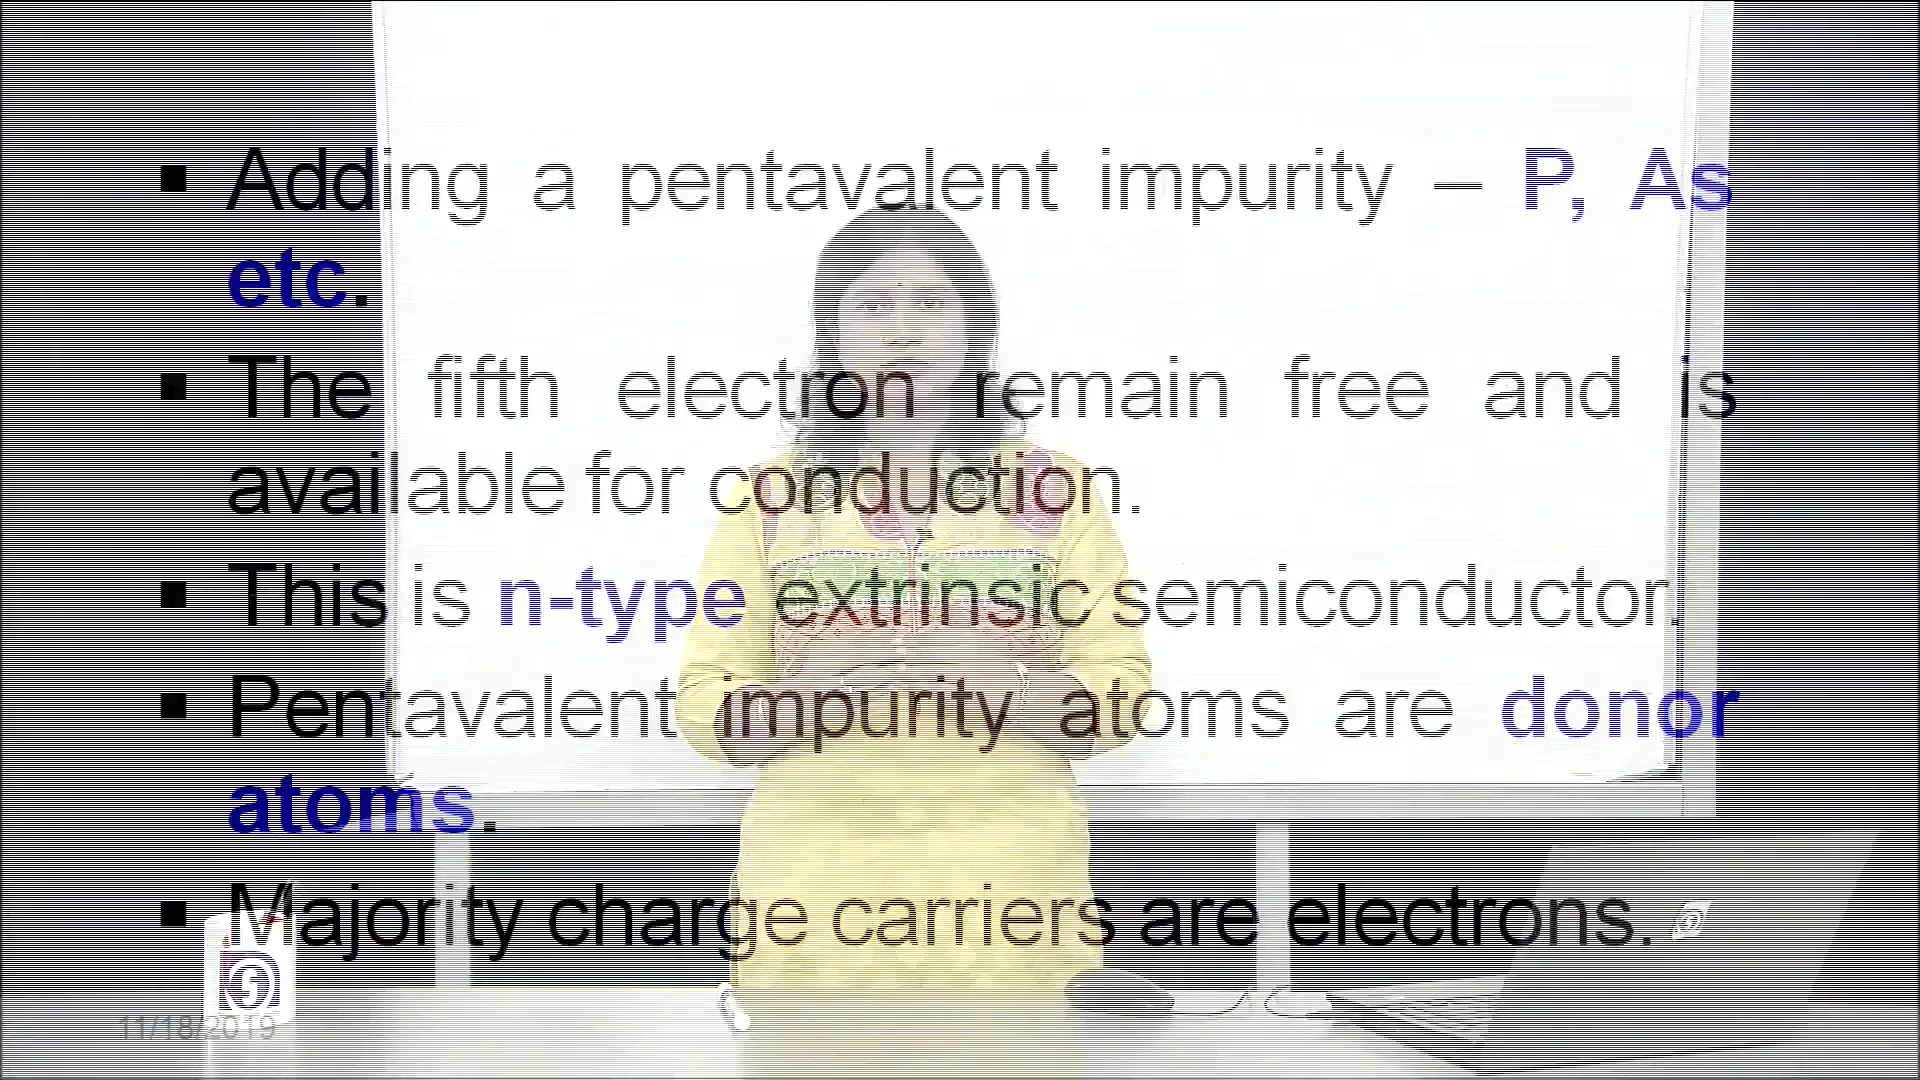 ▪ Adding a pentavalent impurity – P, As
etc.
▪ The fifth electron remain free and is
available for conduction.
▪ This is n-type extrinsic semiconductor.
▪ Pentavalent impurity atoms are donor
atoms.
▪ Majority charge carriers are electrons.
11/18/2019